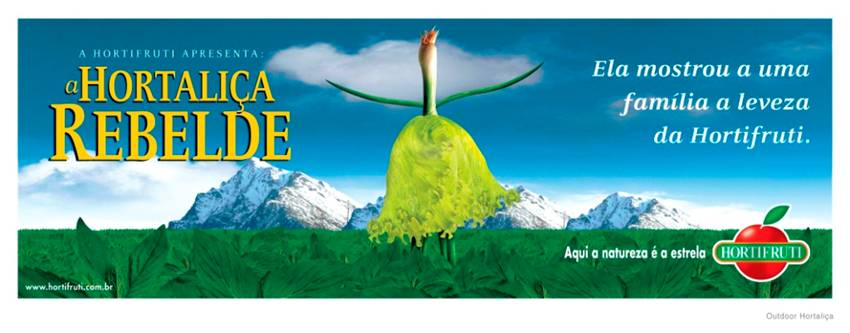 A HORTIFRUTI APRESENTA:
a HORTALIÇA
REBELDE
Ela mostrou a uma
família a leveza
da Hortifruti.
Aqui a natureza é a estrela
HORTIFRUTI
www.hortifruti.com.br
Outdoor Hortaliça